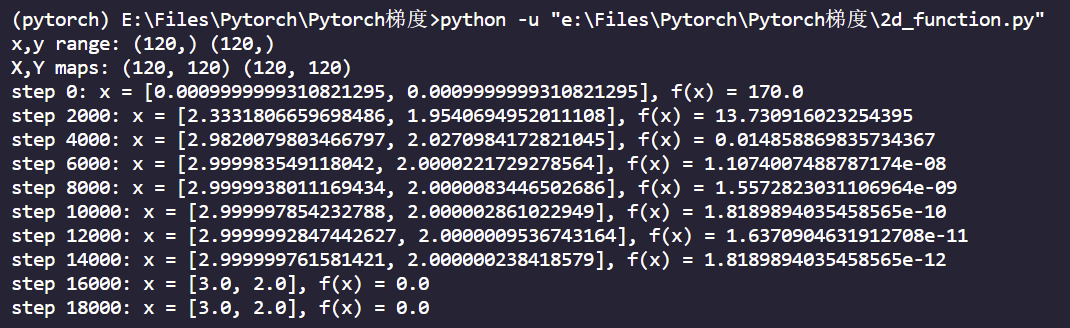 (pytorch) E:\Files\Pytorch\Pytorch梯度>python -u "e:\Files\Pytorch\Pytorch梯度\2d_function.py"
x,y range: (120,) (120,)
X,Y maps: (120, 120) (120, 120)
step 0: x = [0.0009999999310821295, 0.0009999999310821295], f(x) = 170.0
step 2000: x = [2.3331806659698486, 1.9540694952011108], f(x) = 13.730916023254395
step 4000: x = [2.9820079803466797, 2.0270984172821045], f(x) = 0.014858869835734367
step 6000: x = [2.999983549118042, 2.0000221729278564], f(x) = 1.1074007488787174e-08
step 8000: x = [2.9999938011169434, 2.0000083446502686], f(x) = 1.5572823031106964e-09
step 10000: x = [2.999997854232788, 2.000002861022949], f(x) = 1.8189894035458565e-10
step 12000: x = [2.9999992847442627, 2.0000009536743164], f(x) = 1.6370904631912708e-11
step 14000: x = [2.999999761581421, 2.000000238418579], f(x) = 1.8189894035458565e-12
step 16000: x = [3.0, 2.0], f(x) = 0.0
step 18000: x = [3.0, 2.0], f(x) = 0.0